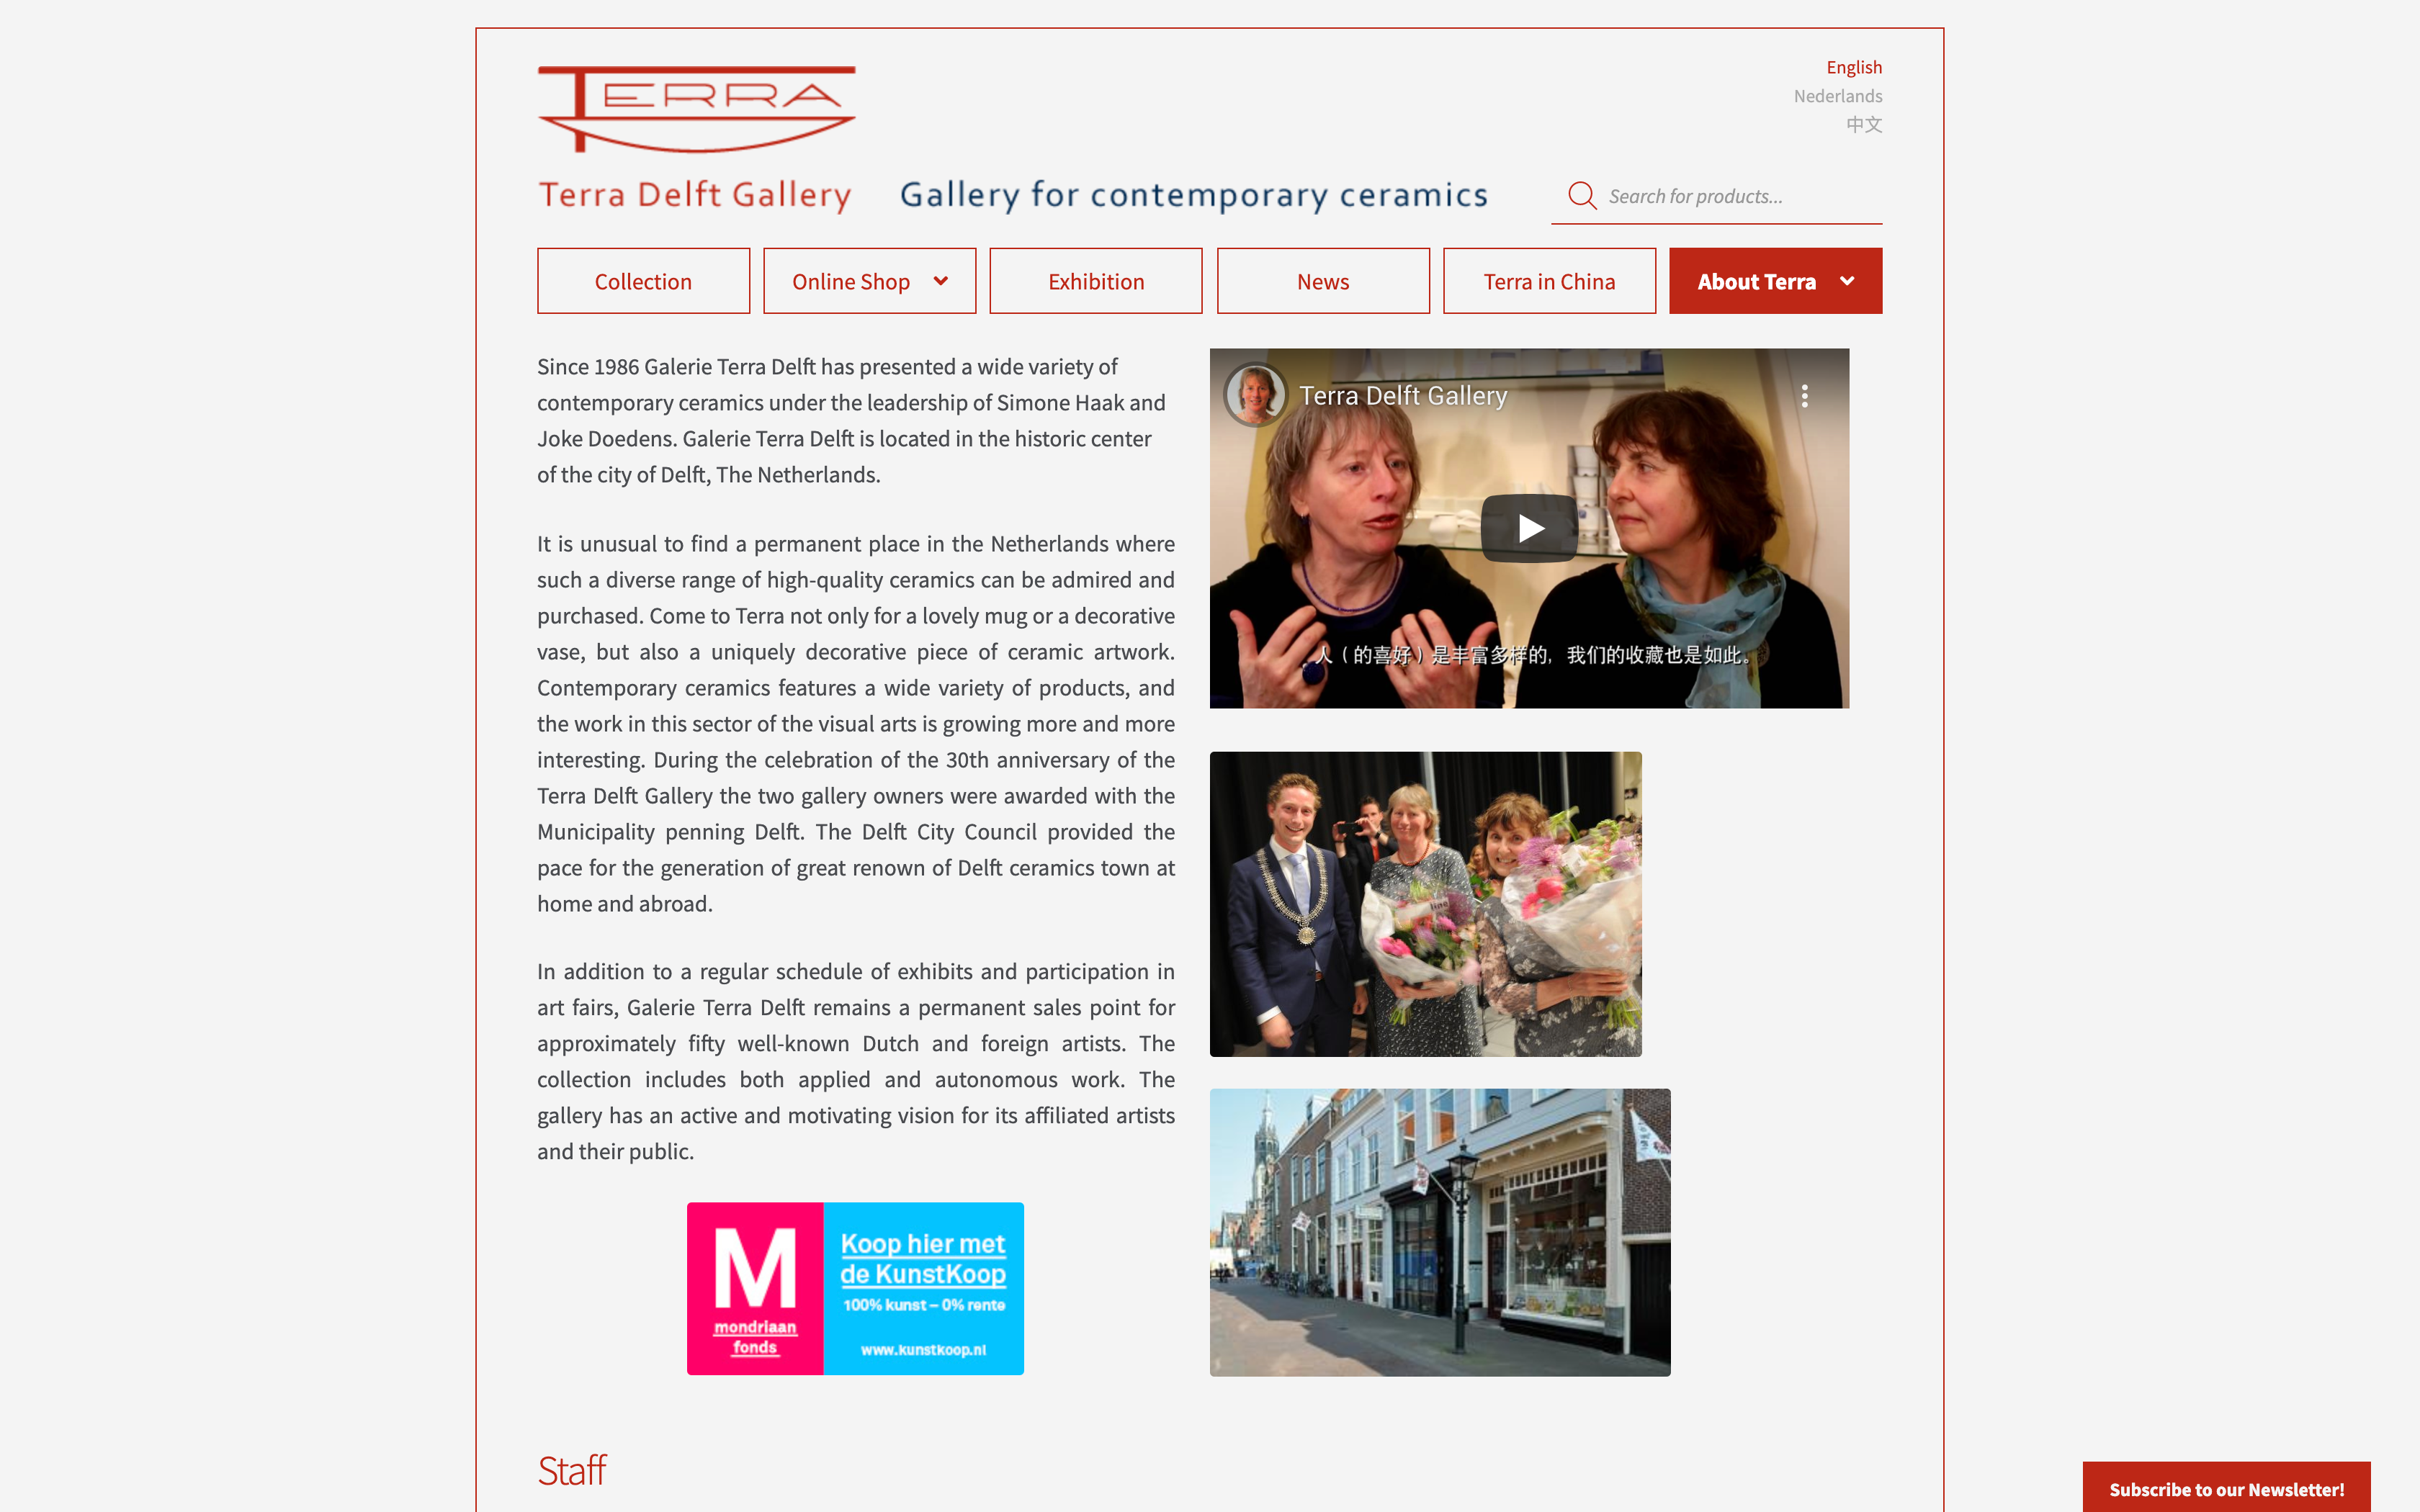 TERRA
Terra Delft Gallery
Gallery for contemporary ceramics
English
Nederlands
中文
Search for products...
Collection
Online Shop
Exhibition
News
Terra in China
About Terra
Since 1986 Galerie Terra Delft has presented a wide variety of
contemporary ceramics under the leadership of Simone Haak and
Joke Doedens. Galerie Terra Delft is located in the historic center
of the city of Delft, The Netherlands.
It is unusual to find a permanent place in the Netherlands where
such a diverse range of high-quality ceramics can be admired and
purchased. Come to Terra not only for a lovely mug or a decorative
vase, but also a uniquely decorative piece of ceramic artwork.
Contemporary ceramics features a wide variety of products, and
the work in this sector of the visual arts is growing more and more
interesting. During the celebration of the 30th anniversary of the
Terra Delft Gallery the two gallery owners were awarded with the
Municipality penning Delft. The Delft City Council provided the
pace for the generation of great renown of Delft ceramics town at
home and abroad.
In addition to a regular schedule of exhibits and participation in
art fairs, Galerie Terra Delft remains a permanent sales point for
approximately fifty well-known Dutch and foreign artists. The
collection includes both applied and autonomous work. The
gallery has an active and motivating vision for its affiliated artists
and their public.
M
mondriaan
fonds
Koop hier met
de KunstKoop
100% kunst – 0% rente
www.kunstkoop.nl
Terra Delft Gallery
人（的喜好）是丰富多样的，我们的收藏也是如此。
Staff
Subscribe to our Newsletter!